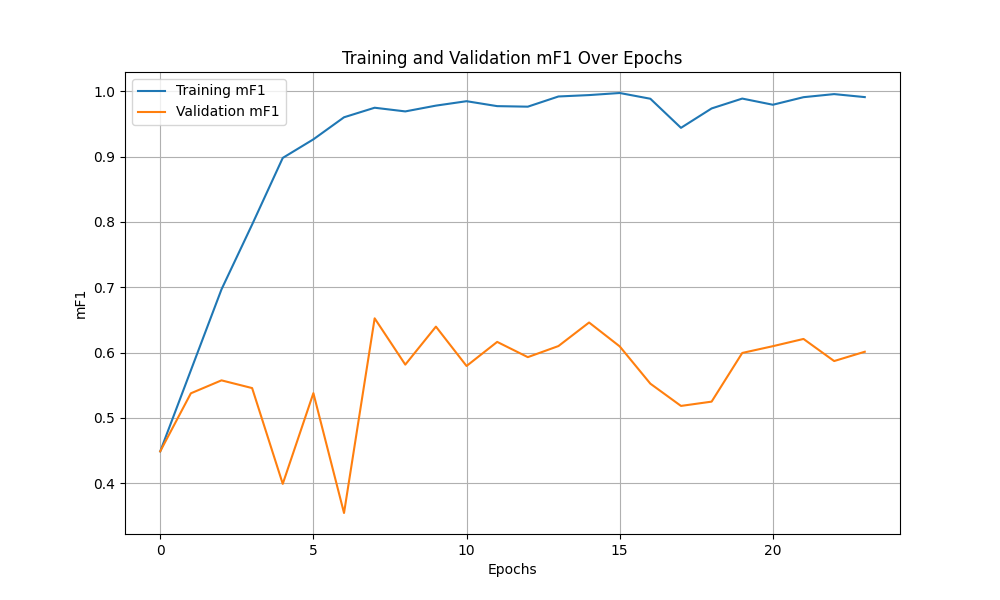 Training and Validation mF1 Over Epochs
Training mF1
Validation mF1
mF1
1.0
0.9
0.8
0.7
0.6
0.5
0.4
0 5 10 15 20
Epochs